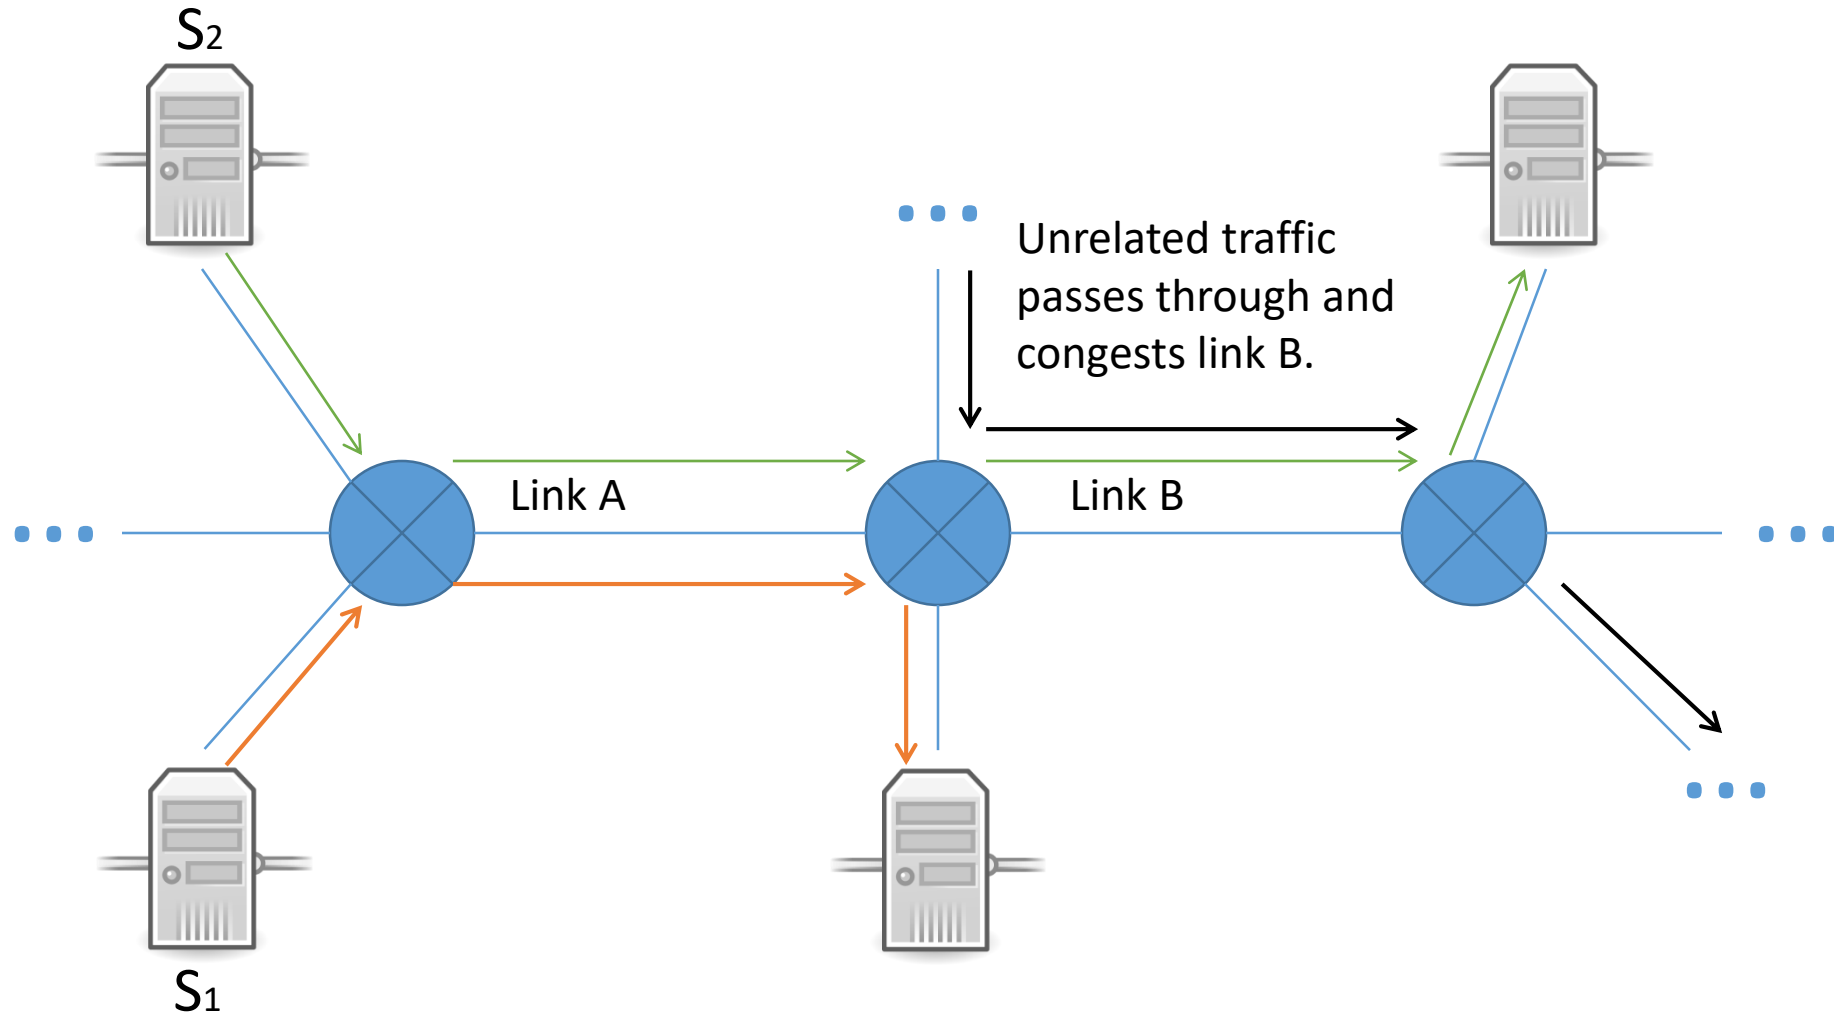 S2
Unrelated traffic
passes through and
congests link B.
Link A
Link B
S1